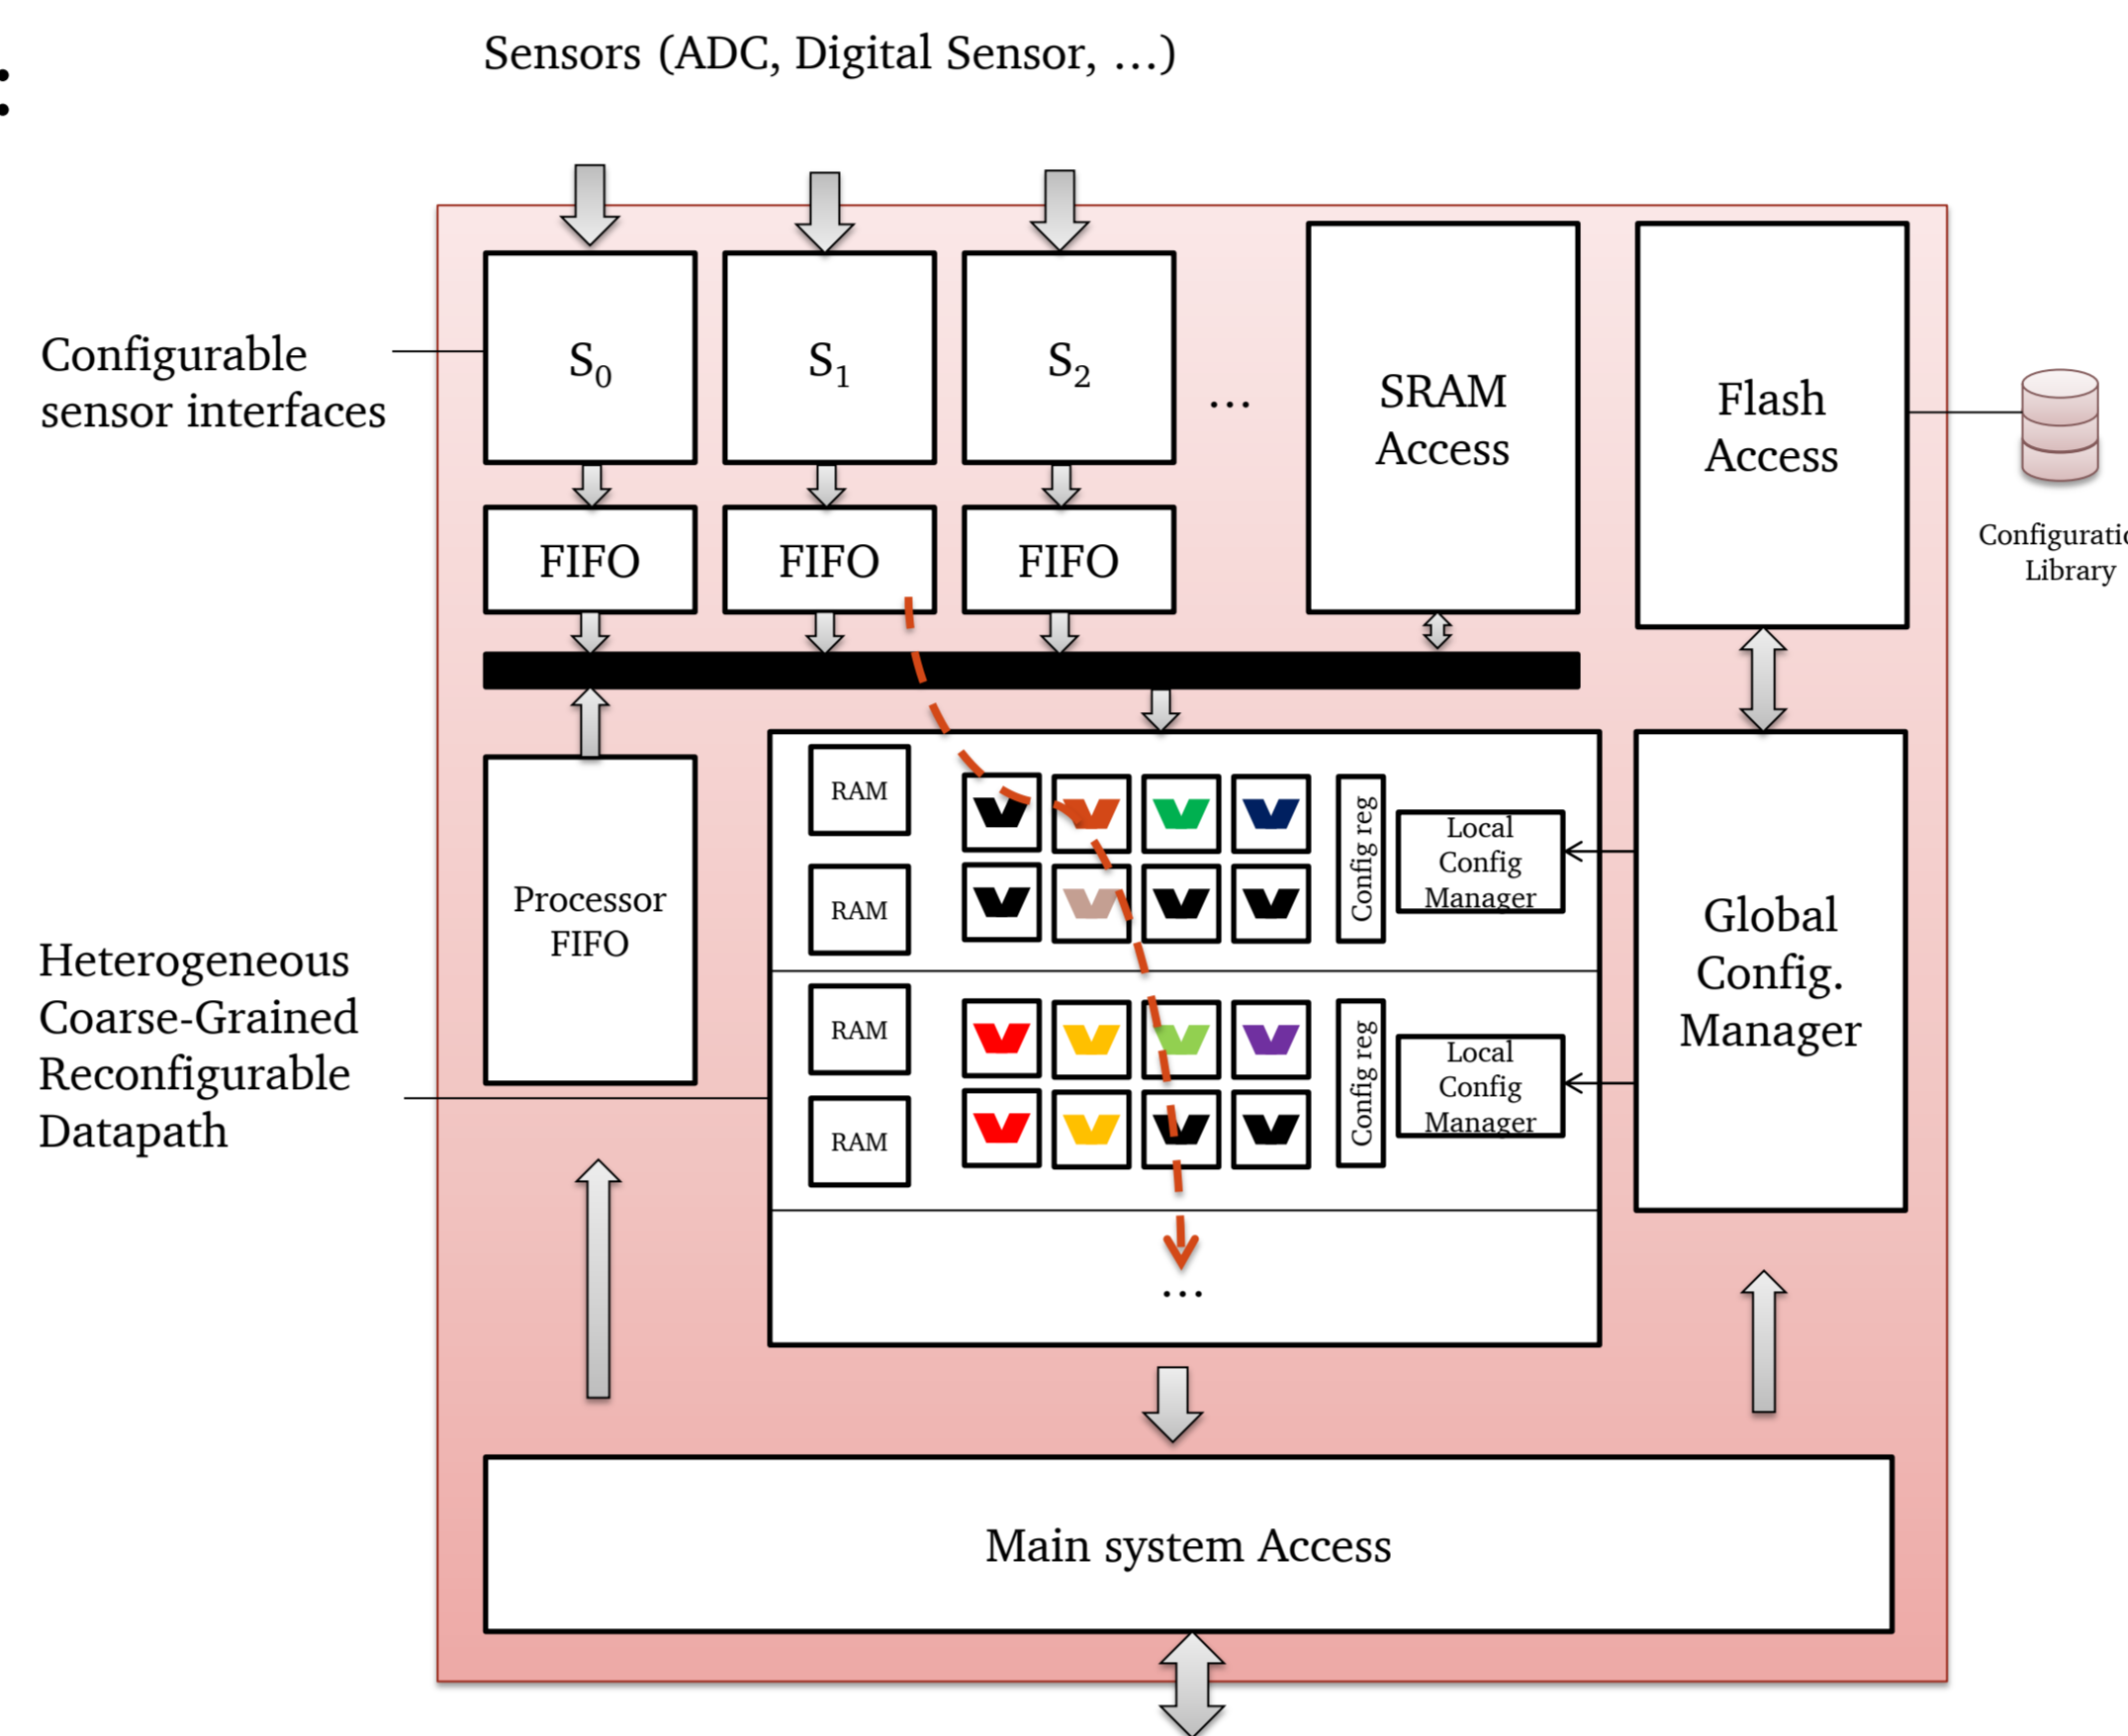 :
Sensors (ADC, Digital Sensor, ...)
Configurable
sensor interfaces
S0
S1
S2
...
SRAM
Access
Flash
Access
Library
FIFO
FIFO
FIFO
Processor
FIFO
RAM
RAM
Config reg
Local
Config
Manager
RAM
RAM
Config reg
Local
Config
Manager
...
Global
Config.
Manager
Heterogeneous
Coarse-Grained
Reconfigurable
Datapath
Main system Access